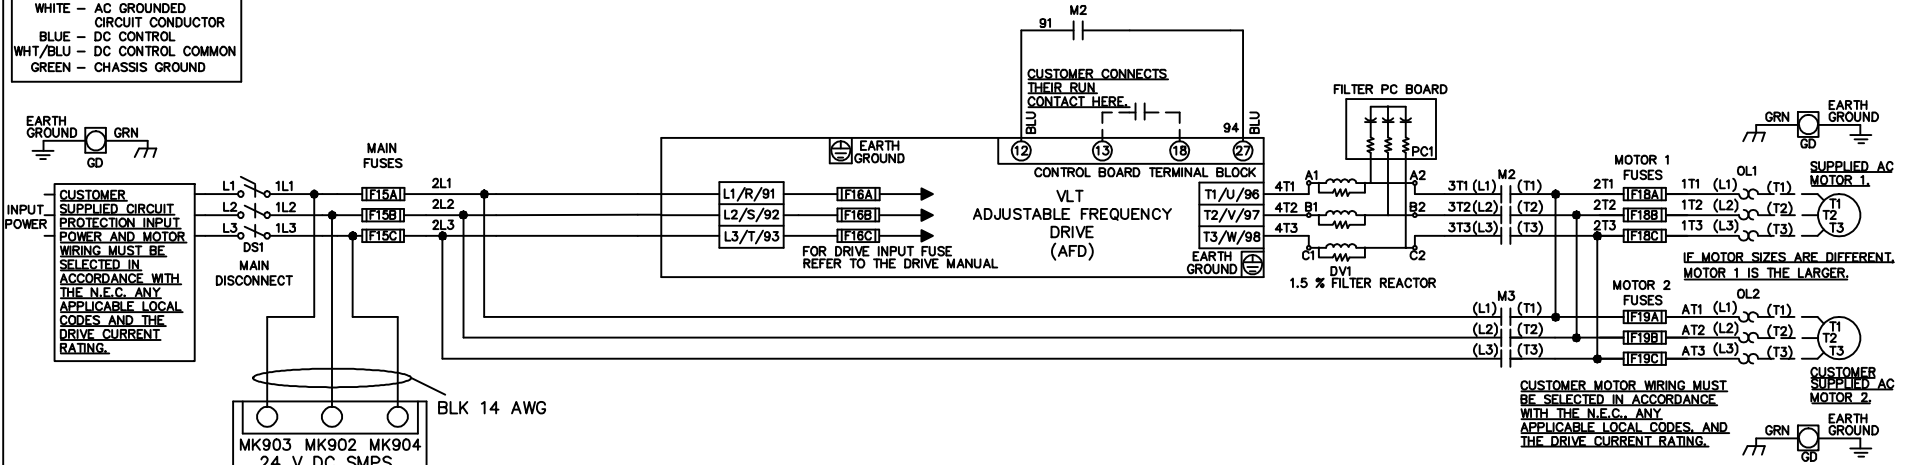 WHITE – AC GROUNDED
CIRCUIT CONDUCTOR
BLUE – DC CONTROL
WHT/BLU – DC CONTROL COMMON
GREEN – CHASSIS GROUND
EARTH
GROUND
GRN
GD
INPUT
POWER
CUSTOMER
SUPPLIED CIRCUIT
PROTECTION INPUT
POWER AND MOTOR
WIRING MUST BE
SELECTED IN
ACCORDANCE WITH
THE N.E.C. ANY
APPLICABLE LOCAL
CODES AND THE
DRIVE CURRENT
RATING.
L1 1L1
L2 1L2
L3 1L3
DS1
MAIN
DISCONNECT
MAIN
FUSES
F15A
F15B
F15C
2L1
2L2
2L3
BLK 14 AWG
MK903 MK902 MK904
24 V DC SMPS
L1/R/91
L2/S/92
L3/T/93
EARTH
GROUND
F16A
F16B
F16C
FOR DRIVE INPUT FUSE
REFER TO THE DRIVE MANUAL
M2
91
CUSTOMER CONNECTS
THEIR RUN
CONTACT HERE.
BLU
94
BLU
12 13 18 27
CONTROL BOARD TERMINAL BLOCK
VLT
ADJUSTABLE FREQUENCY
DRIVE
(AFD)
T1/U/96
T2/V/97
T3/W/98
EARTH
GROUND
FILTER PC BOARD
PC1
4T1 A1 A2
4T2 B1 B2
4T3 C1 C2
DV1
1.5 % FILTER REACTOR
M2
3T1 (L1) (T1)
3T2(L2) (T2)
3T3(L3) (T3)
MOTOR 1
FUSES
2T1 F18A 1T1 (L1) (T1)
2T2 F18B 1T2 (L2) (T2)
2T3 F18C 1T3 (L3) (T3)
OL1
GRN
EARTH
GROUND
GD
SUPPLIED AC
MOTOR 1.
T1
T2
T3
IF MOTOR SIZES ARE DIFFERENT,
MOTOR 1 IS THE LARGER.
M3
(L1) (T1)
(L2) (T2)
(L3) (T3)
MOTOR 2
FUSES
F19A AT1 (L1) (T1)
F19B AT2 (L2) (T2)
F19C AT3 (L3) (T3)
OL2
T1
T2
T3
CUSTOMER
SUPPLIED AC
MOTOR 2.
CUSTOMER MOTOR WIRING MUST
BE SELECTED IN ACCORDANCE
WITH THE N.E.C., ANY
APPLICABLE LOCAL CODES, AND
THE DRIVE CURRENT RATING.
GRN
EARTH
GROUND
GD